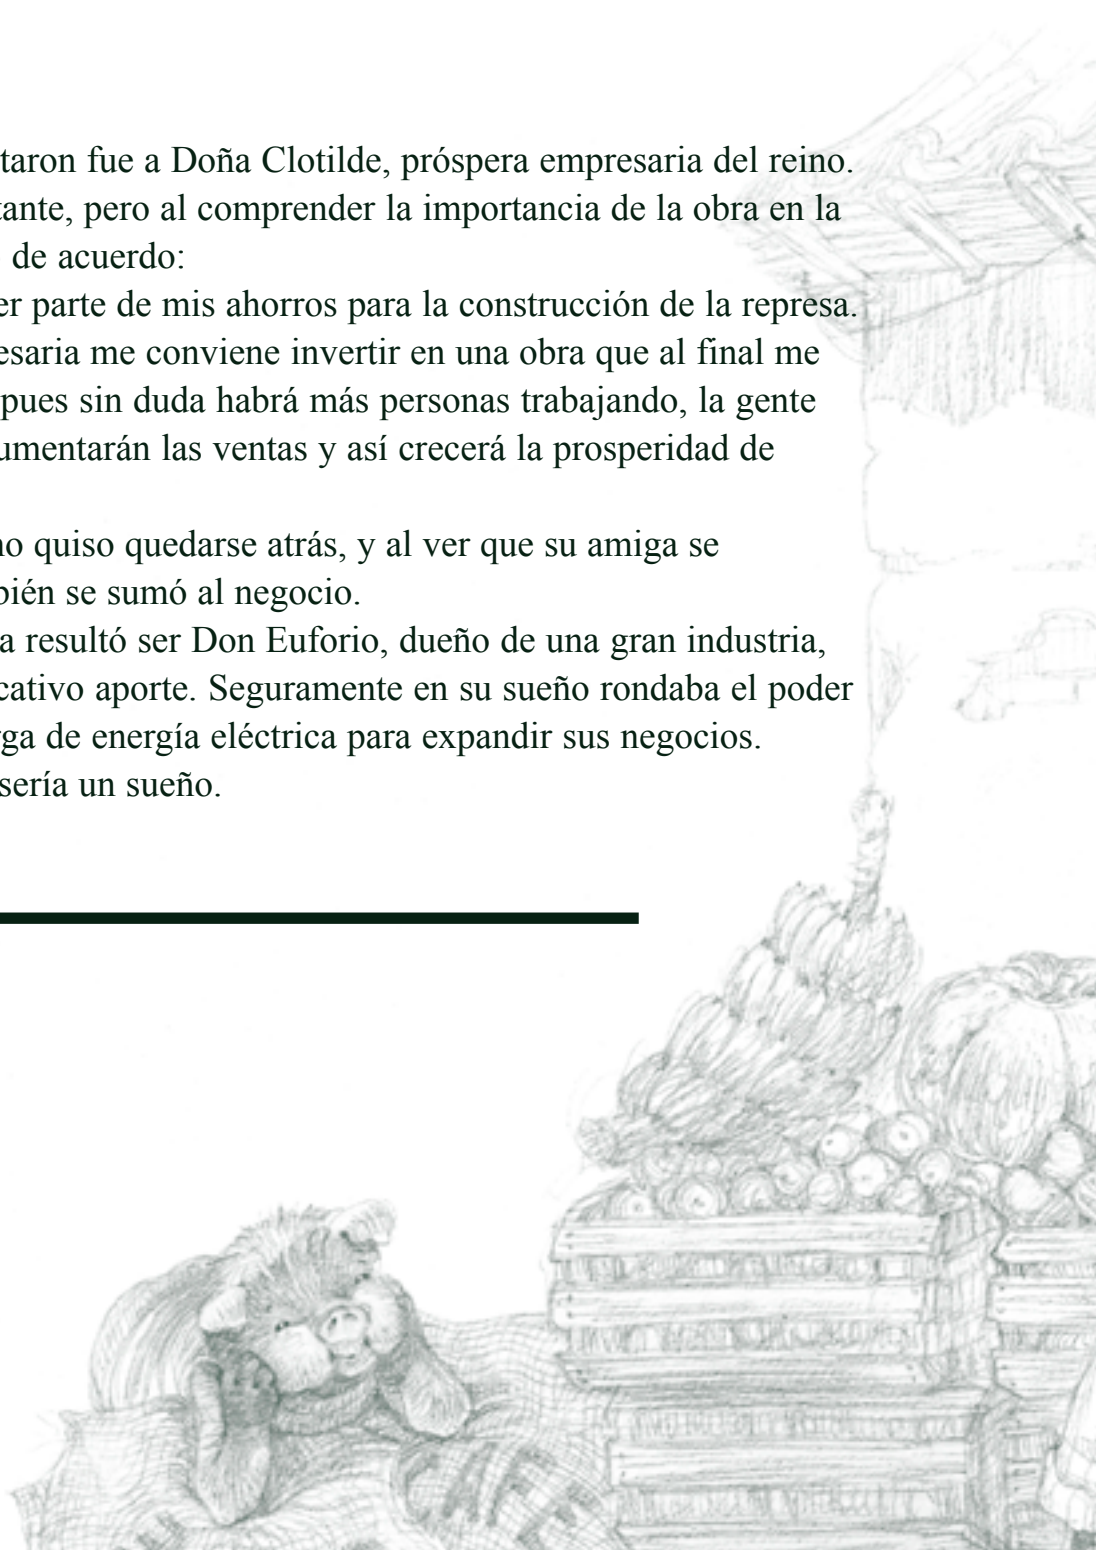 taron fue a Doña Clotilde, próspera empresaria del reino.
tante, pero al comprender la importancia de la obra en la
de acuerdo:
er parte de mis ahorros para la construcción de la represa.
esaria me conviene invertir en una obra que al final me
pues sin duda habrá más personas trabajando, la gente
umentarán las ventas y así crecerá la prosperidad de
no quiso quedarse atrás, y al ver que su amiga se
bién se sumó al negocio.
a resultó ser Don Euforio, dueño de una gran industria,
cativo aporte. Seguramente en su sueño rondaba el poder
rga de energía eléctrica para expandir sus negocios.
sería un sueño.